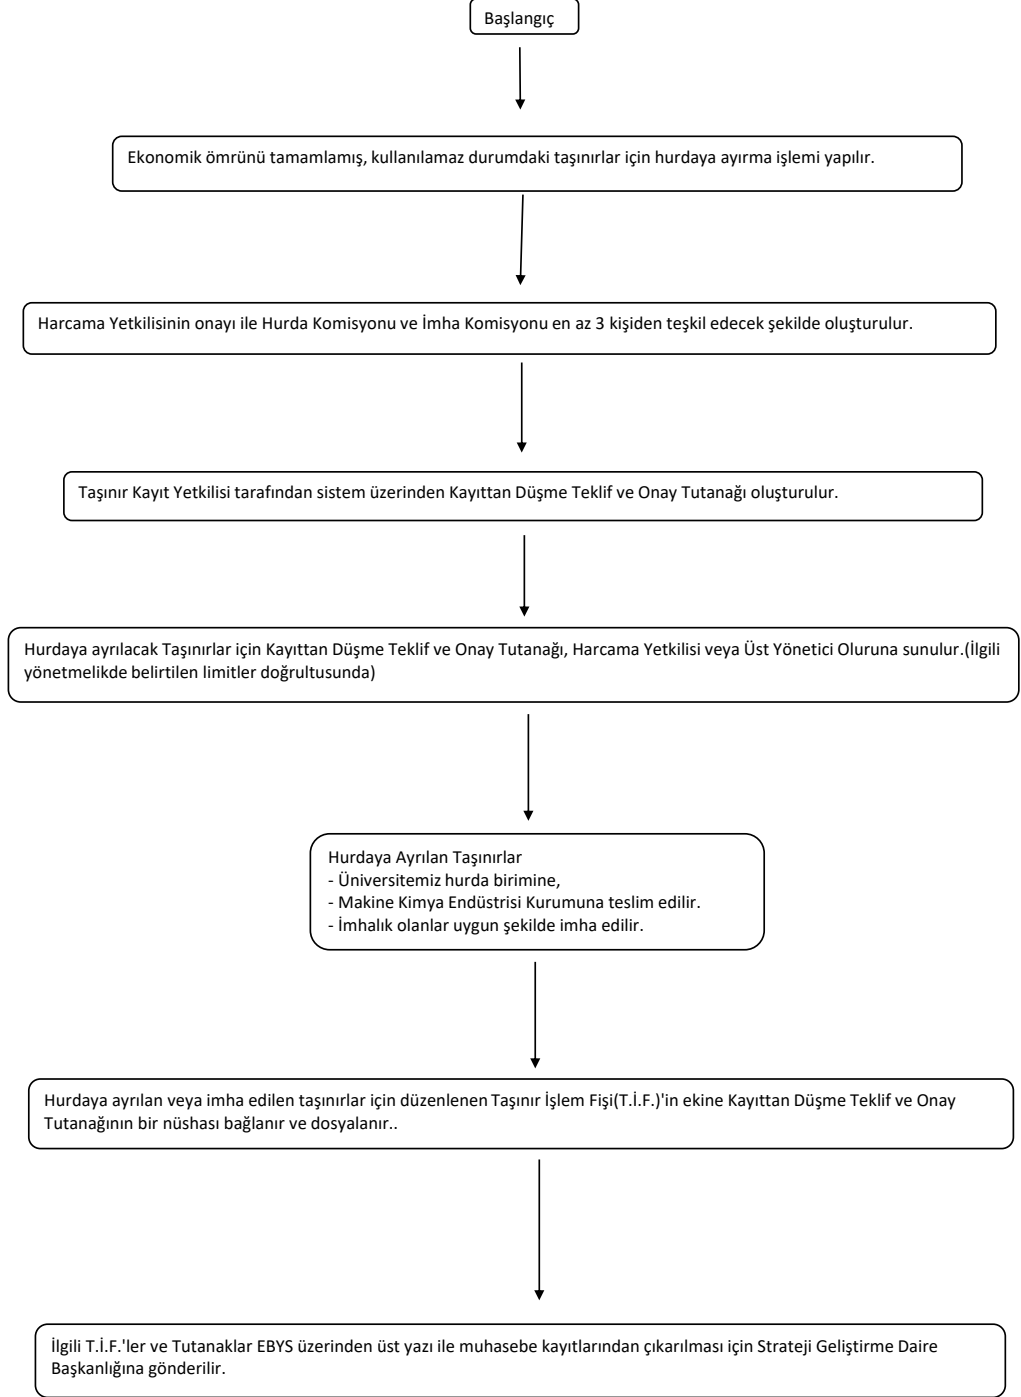 Başlangıç
Ekonomik ömrünü tamamlamış, kullanılamaz durumdaki taşınırlar için hurdaya ayırma işlemi yapılır.
Harcama Yetkilisinin onayı ile Hurda Komisyonu ve İmha Komisyonu en az 3 kişiden teşkil edecek şekilde oluşturulur.
Taşınır Kayıt Yetkilisi tarafından sistem üzerinden Kayıttan Düşme Teklif ve Onay Tutanağı oluşturulur.
Hurdaya ayrılacak Taşınırlar için Kayıttan Düşme Teklif ve Onay Tutanağı, Harcama Yetkilisi veya Üst Yönetici Oluruna sunulur.(İlgili
yönetmelikde belirtilen limitler doğrultusunda)
Hurdaya Ayrılan Taşınırlar
- Üniversitemiz hurda birimine,
- Makine Kimya Endüstrisi Kurumuna teslim edilir.
- İmhalık olanlar uygun şekilde imha edilir.
Hurdaya ayrılan veya imha edilen taşınırlar için düzenlenen Taşınır İşlem Fişi(T.İ.F.)'in ekine Kayıttan Düşme Teklif ve Onay
Tutanağının bir nüshası bağlanır ve dosyalanır..
İlgili T.İ.F.'ler ve Tutanaklar EBYS üzerinden üst yazı ile muhasebe kayıtlarından çıkarılması için Strateji Geliştirme Daire
Başkanlığına gönderilir.